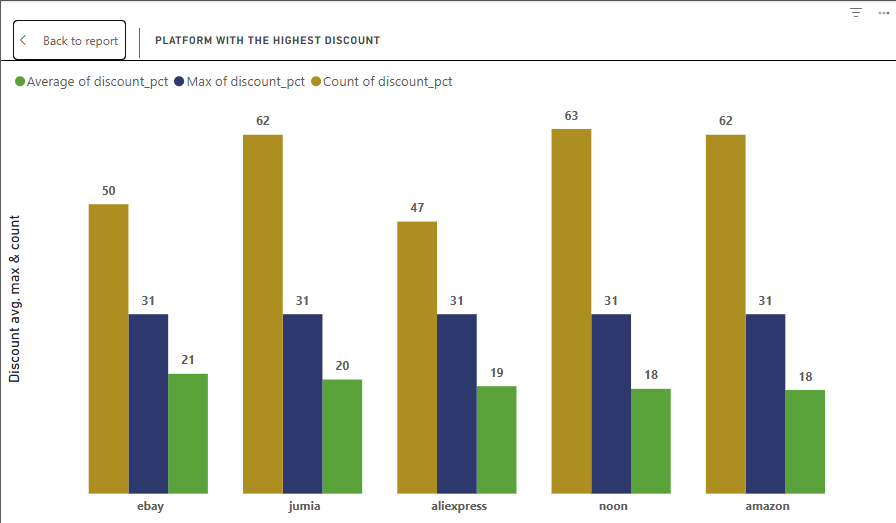 Back to report
PLATFORM WITH THE HIGHEST DISCOUNT
Average of discount_pct Max of discount_pct Count of discount_pct
Discount avg, max & count
50 31 21
62 31 20
47 31 19
63 31 18
62 31 18
ebay jumia aliexpress noon amazon